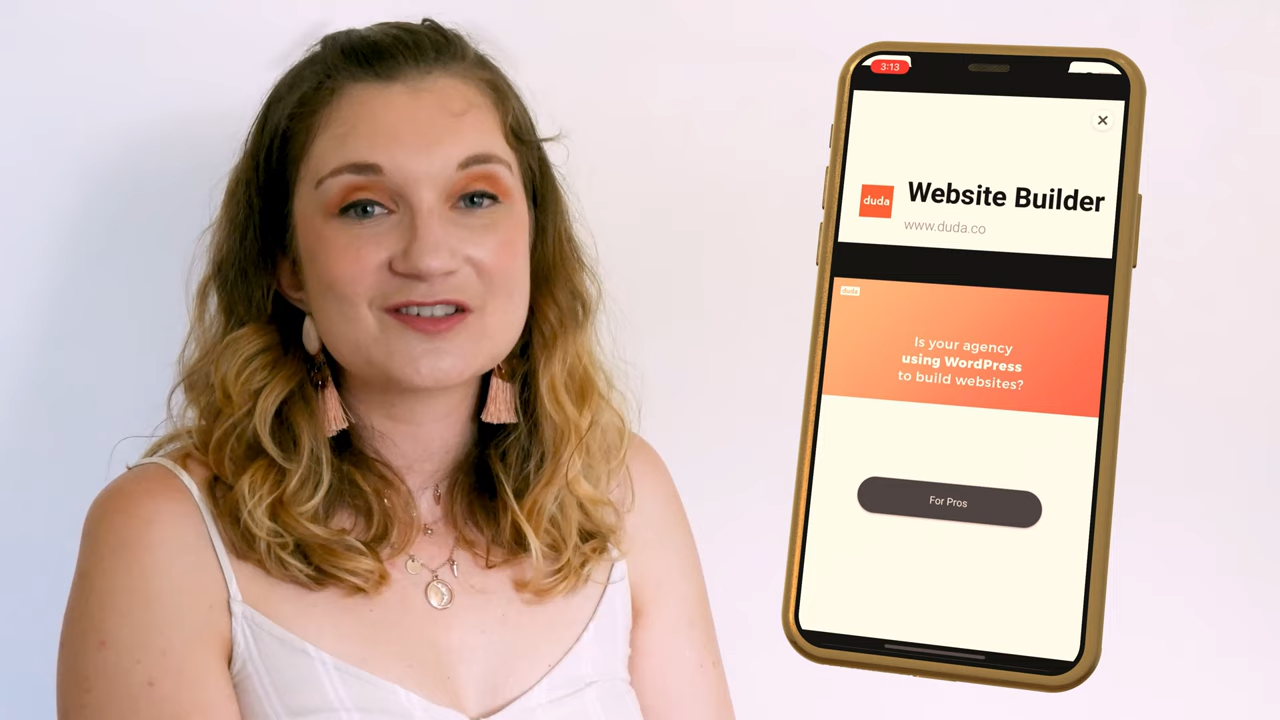 3:13
duda
Website Builder
www.duda.co
duda
Is your agency
using WordPress
to build websites?
For Pros